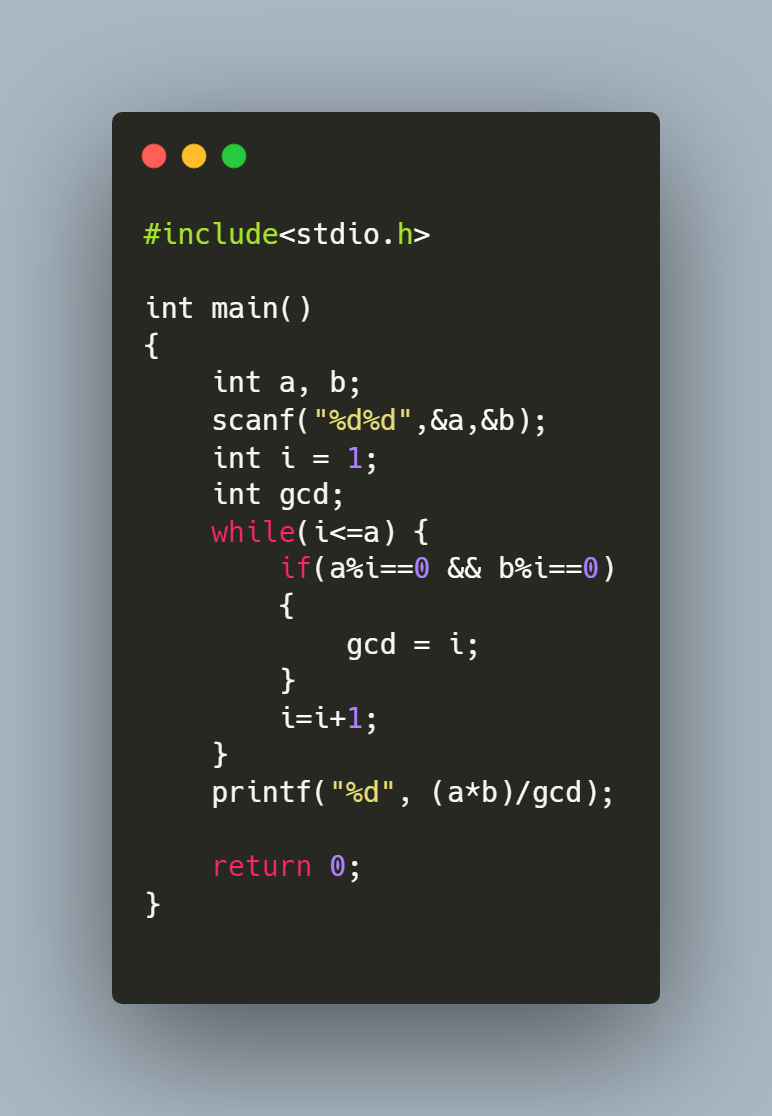 #include<stdio.h>

int main()
{
    int a, b;
    scanf("%d%d",&a,&b);
    int i = 1;
    int gcd;
    while(i<=a) {
        if(a%i==0 && b%i==0)
        {
            gcd = i;
        }
        i=i+1;
    }
    printf("%d", (a*b)/gcd);

    return 0;
}